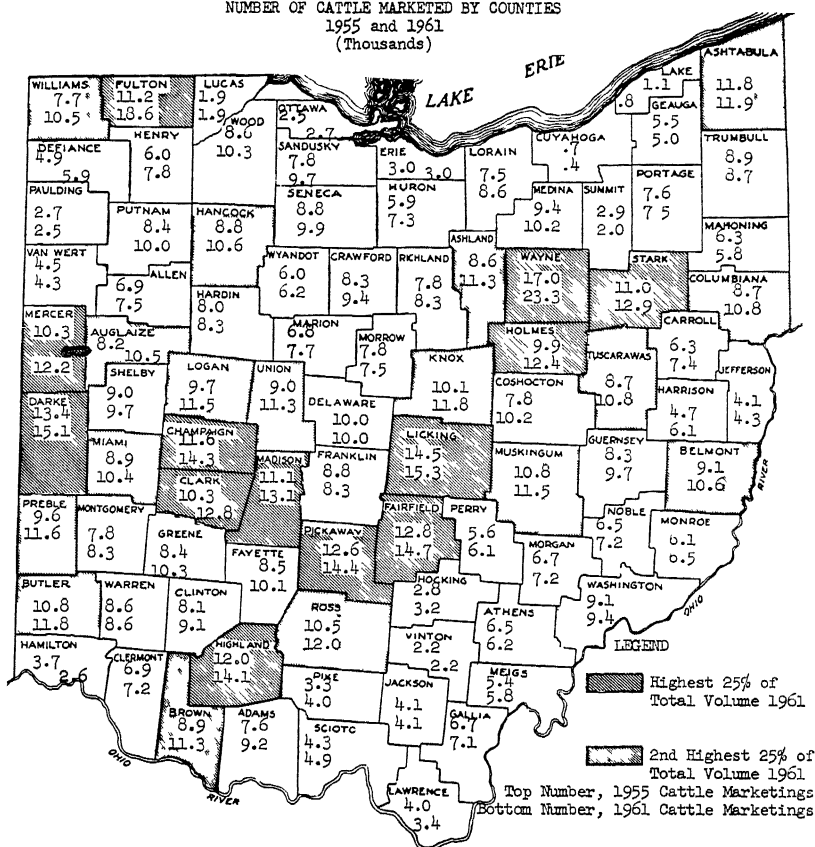 NUMBER OF CATTLE MARKETED BY COUNTIES
1955 and 1961
(Thousands)
LAKE ERIE
WILLIAMS
7.7
10.5
FULTON
11.2
18.6
LUCAS
1.9
1.9
OTTAWA
2.5
2.7
LAKE
1.1
.8
ASHTABULA
11.8
11.9
GEAUGA
5.5
5.0
WOOD
8.6
10.3
HENRY
6.0
7.8
DEFIANCE
4.9
5.9
SANDUSKY
7.8
9.7
ERIE
3.0 3.0
LORAIN
7.5
8.6
CUYAHOGA
.7
.4
TRUMBULL
8.9
8.7
PAULDING
2.7
2.5
PUTNAM
8.4
10.0
HANCOCK
8.8
10.6
SENECA
8.8
9.9
HURON
5.9
7.3
MEDINA
9.4
10.2
SUMMIT
2.9
2.0
PORTAGE
7.6
7 5
MAHONING
6.3
5.8
VAN WERT
4.5
4.3
ALLEN
6.9
7.5
HARDIN
8.0
8.3
WYANDOT
6.0
6.2
CRAWFORD
8.3
9.4
RICHLAND
7.8
8.3
ASHLAND
8.6
11.3
WAYNE
17.0
23.3
STARK
11.0
12.9
COLUMBIANA
8.7
10.8
MERCER
10.3
12.2
AUGLAIZE
8.2
10.5
MARION
6.8
7.7
MORROW
7.8
7.5
HOLMES
9.9
12.4
TUSCARAWAS
8.7
10.8
CARROLL
6.3
7.4
JEFFERSON
4.1
4.3
SHELBY
9.0
9.7
LOGAN
9.7
11.5
UNION
9.0
11.3
DELAWARE
10.0
10.0
KNOX
10.1
11.8
COSHOCTON
7.8
10.2
HARRISON
4.7
6.1
DARKE
13.4
15.1
MIAMI
8.9
10.4
CHAMPAIGN
11.6
14.3
LICKING
14.5
15.3
MUSKINGUM
10.8
11.5
GUERNSEY
8.3
9.7
BELMONT
9.1
10.6
RIVER
CLARK
10.3
12.8
MADISON
11.1
13.1
FRANKLIN
8.8
8.3
PREBLE
9.6
11.6
MONTGOMERY
7.8
8.3
GREENE
8.4
10.3
FAYETTE
8.5
10.1
PICKAWAY
12.6
14.4
FAIRFIELD
12.8
14.7
PERRY
5.6
6.1
MORGAN
6.7
7.2
NOBLE
6.5
7.2
MONROE
6.1
6.5
BUTLER
10.8
11.8
WARREN
8.6
8.6
CLINTON
8.1
9.1
ROSS
10.5
12.0
HOCKING
2.8
3.2
ATHENS
6.5
6.2
WASHINGTON
9.1
9.4
OHIO
HAMILTON
3.7
2.6
CLERMONT
6.9
7.2
HIGHLAND
12.0
14.1
VINTON
2.2
2.2
MEIGS
5.4
5.8
PIKE
3.3
4.0
JACKSON
4.1
4.1
GALLIA
6.7
7.1
BROWN
8.9
11.3
ADAMS
7.6
9.2
SCIOTO
4.3
4.9
LAWRENCE
4.0
3.4
OHIO
RIVER
LEGEND
Highest 25% of
Total Volume 1961
2nd Highest 25% of
Total Volume 1961
Top Number, 1955 Cattle Marketings
Bottom Number, 1961 Cattle Marketings